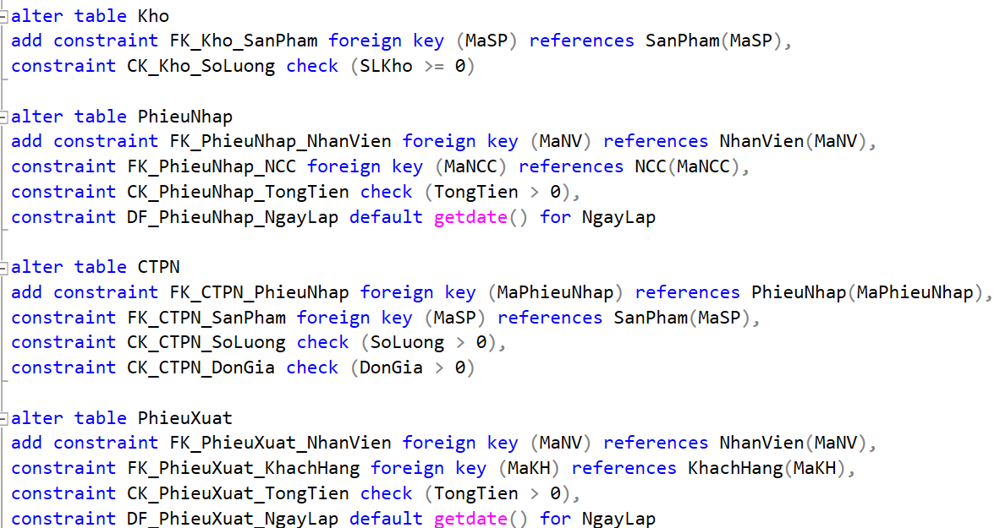 alter table Kho
add constraint FK_Kho_SanPham foreign key (MaSP) references SanPham(MaSP),
constraint CK_Kho_SoLuong check (SLKho >= 0)
alter table PhieuNhap
add constraint FK_PhieuNhap_NhanVien foreign key (MaNV) references NhanVien(MaNV),
constraint FK_PhieuNhap_NCC foreign key (MaNCC) references NCC(MaNCC),
constraint CK_PhieuNhap_TongTien check (TongTien > 0),
constraint DF_PhieuNhap_NgayLap default getdate() for NgayLap
alter table CTPN
add constraint FK_CTPN_PhieuNhap foreign key (MaPhieuNhap) references PhieuNhap(MaPhieuNhap),
constraint FK_CTPN_SanPham foreign key (MaSP) references SanPham(MaSP),
constraint CK_CTPN_SoLuong check (SoLuong > 0),
constraint CK_CTPN_DonGia check (DonGia > 0)
alter table PhieuXuat
add constraint FK_PhieuXuat_NhanVien foreign key (MaNV) references NhanVien(MaNV),
constraint FK_PhieuXuat_KhachHang foreign key (MaKH) references KhachHang(MaKH),
constraint CK_PhieuXuat_TongTien check (TongTien > 0),
constraint DF_PhieuXuat_NgayLap default getdate() for NgayLap